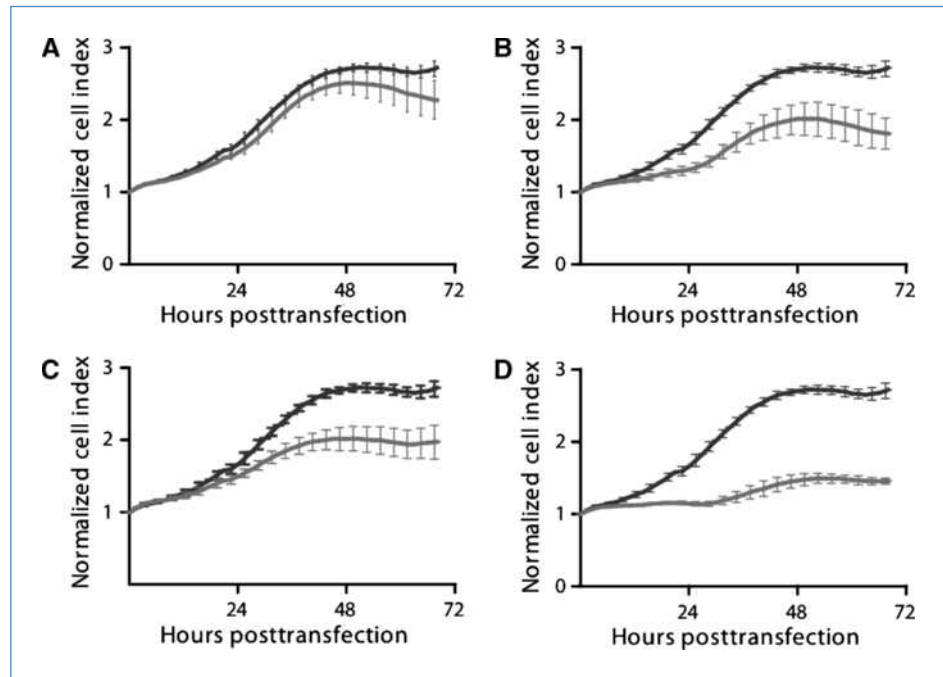 A
3
2
1
0
Normalized cell index
24
48
72
Hours posttransfection
B
3
2
1
0
Normalized cell index
24
48
72
Hours posttransfection
C
3
2
1
Normalized cell index
24
48
72
Hours posttransfection
D
3
2
1
0
Normalized cell index
24
48
72
Hours posttransfection